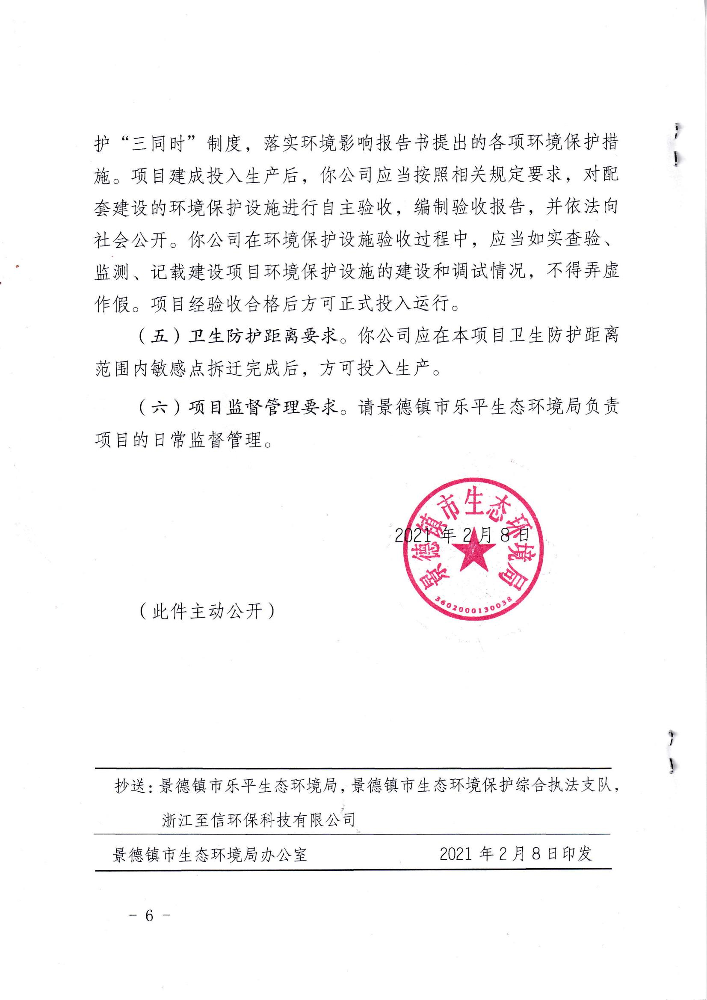 护“三同时”制度，落实环境影响报告书提出的各项环境保护措
施。项目建成投入生产后，你公司应当按照相关规定要求，对配
套建设的环境保护设施进行自主验收，编制验收报告，并依法向
社会公开。你公司在环境保护设施验收过程中，应当如实查验、
监测、记载建设项目环境保护设施的建设和调试情况，不得弄虚
作假。项目经验收合格后方可正式投入运行。
（五）卫生防护距离要求。你公司应在本项目卫生防护距离
范围内敏感点拆迁完成后，方可投入生产。
（六）项目监督管理要求。请景德镇市乐平生态环境局负责
项目的日常监督管理。
景德镇市生态环境局
2021年2月8日
3602000130038
（此件主动公开）
抄送：景德镇市乐平生态环境局，景德镇市生态环境保护综合执法支队，
浙江至信环保科技有限公司
景德镇市生态环境局办公室 2021年2月8日印发
- 6 -